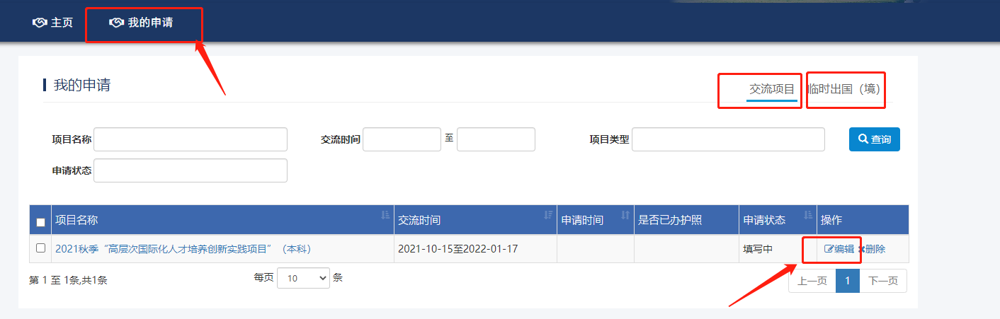 主页 我的申请
我的申请 交流项目 临时出国（境）
项目名称 交流时间 至 项目类型 查询
申请状态
项目名称 交流时间 申请时间 是否已办护照 申请状态 操作
2021秋季“高层次国际化人才培养创新实践项目”（本科） 2021-10-15至2022-01-17 填写中 编辑 删除
第 1 至 1条,共1条 每页 10 条 上一页 1 下一页